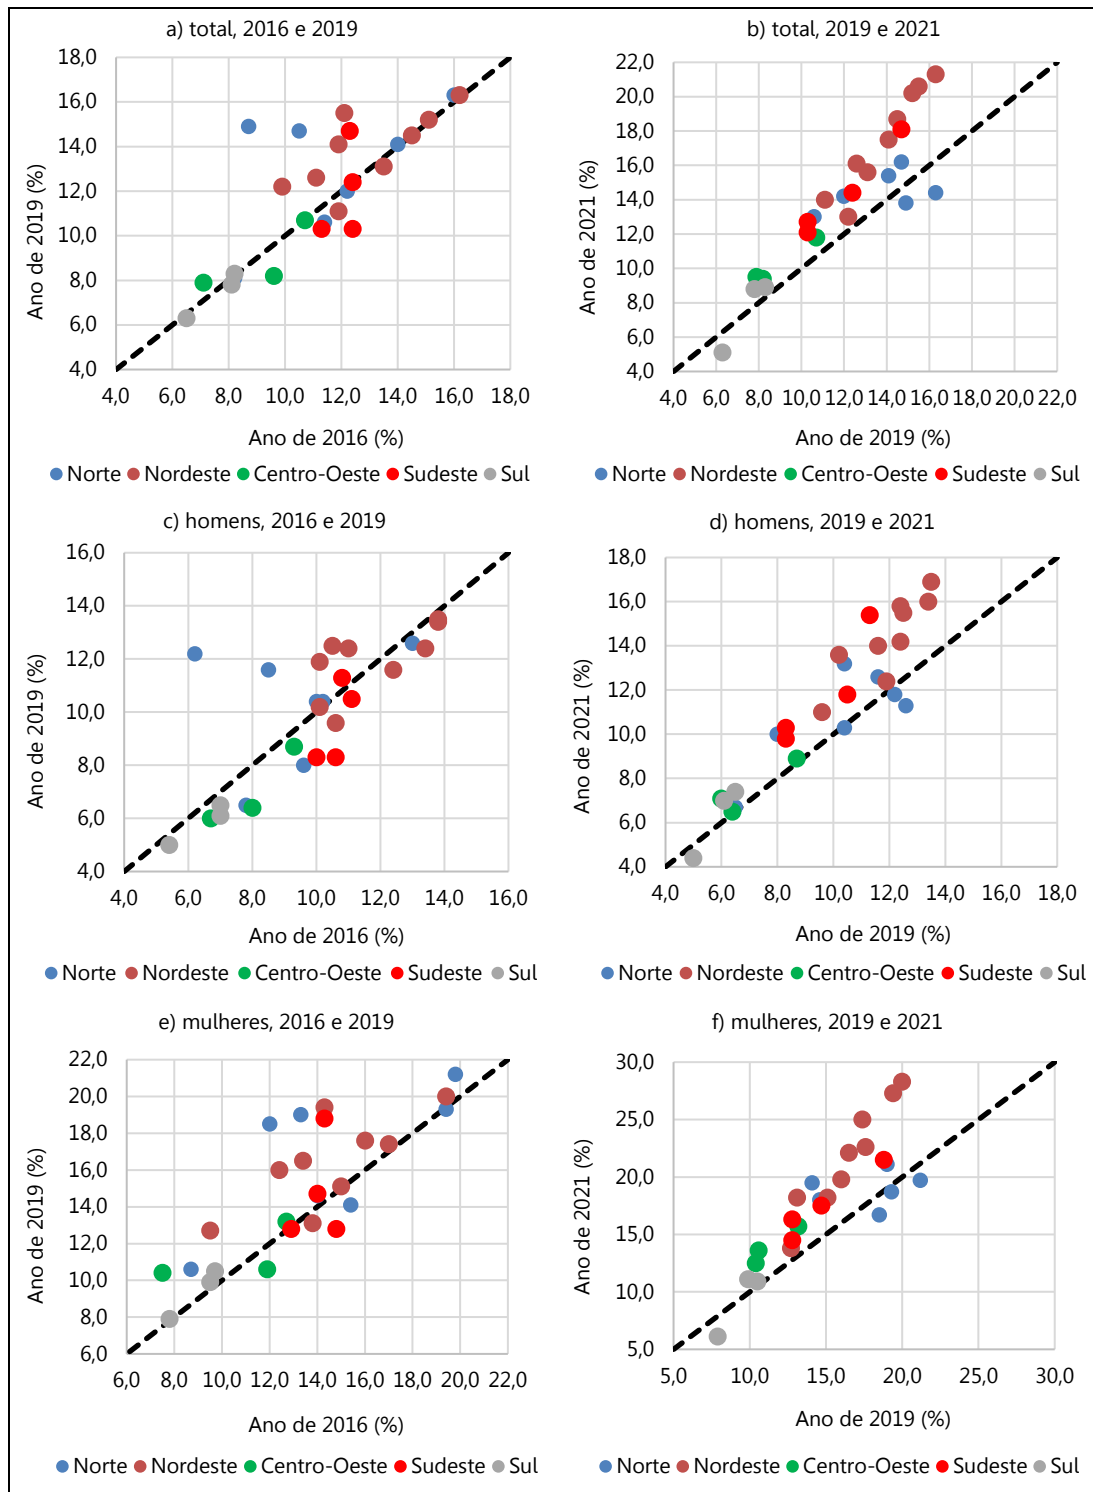 a) total, 2016 e 2019
18,0
16,0
14,0
12,0
10,0
8,0
6,0
4,0
Ano de 2019 (%)
4,0 6,0 8,0 10,0 12,0 14,0 16,0 18,0
Ano de 2016 (%)
Norte Nordeste Centro-Oeste Sudeste Sul
b) total, 2019 e 2021
22,0
20,0
18,0
16,0
14,0
12,0
10,0
8,0
6,0
4,0
Ano de 2021 (%)
4,0 6,0 8,0 10,0 12,0 14,0 16,0 18,0 20,0 22,0
Ano de 2019 (%)
Norte Nordeste Centro-Oeste Sudeste Sul
c) homens, 2016 e 2019
16,0
14,0
12,0
10,0
8,0
6,0
4,0
Ano de 2019 (%)
4,0 6,0 8,0 10,0 12,0 14,0 16,0
Ano de 2016 (%)
Norte Nordeste Centro-Oeste Sudeste Sul
d) homens, 2019 e 2021
18,0
16,0
14,0
12,0
10,0
8,0
6,0
4,0
Ano de 2021 (%)
4,0 6,0 8,0 10,0 12,0 14,0 16,0 18,0
Ano de 2019 (%)
Norte Nordeste Centro-Oeste Sudeste Sul
e) mulheres, 2016 e 2019
22,0
20,0
18,0
16,0
14,0
12,0
10,0
8,0
6,0
Ano de 2019 (%)
6,0 8,0 10,0 12,0 14,0 16,0 18,0 20,0 22,0
Ano de 2016 (%)
Norte Nordeste Centro-Oeste Sudeste Sul
f) mulheres, 2019 e 2021
30,0
25,0
20,0
15,0
10,0
5,0
Ano de 2021 (%)
5,0 10,0 15,0 20,0 25,0 30,0
Ano de 2019 (%)
Norte Nordeste Centro-Oeste Sudeste Sul